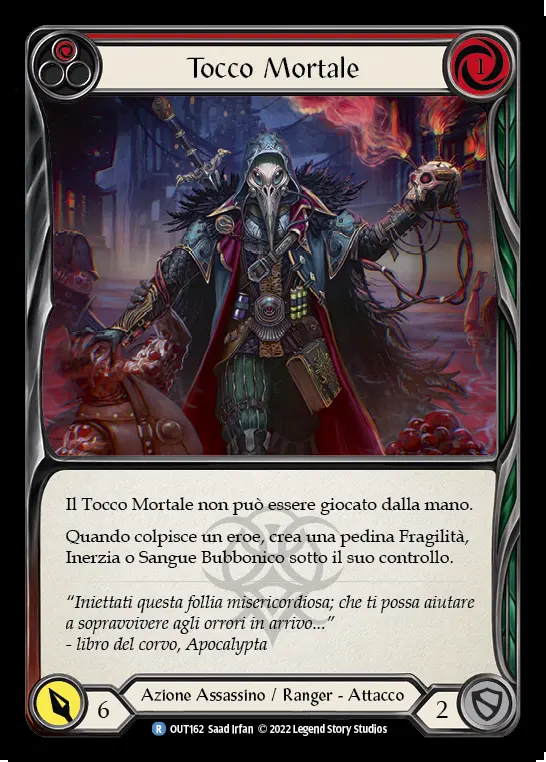 Tocco Mortale
1
Il Tocco Mortale non può essere giocato dalla mano.
Quando colpisce un eroe, crea una pedina Fragilità,
Inerzia o Sangue Bubbonico sotto il suo controllo.
“Iniettati questa follia misericordiosa; che ti possa aiutare
a sopravvivere agli orrori in arrivo...”
- libro del corvo, Apocalypta
6
Azione Assassino / Ranger - Attacco
2
R OUT162 Saad Irfan © 2022 Legend Story Studios